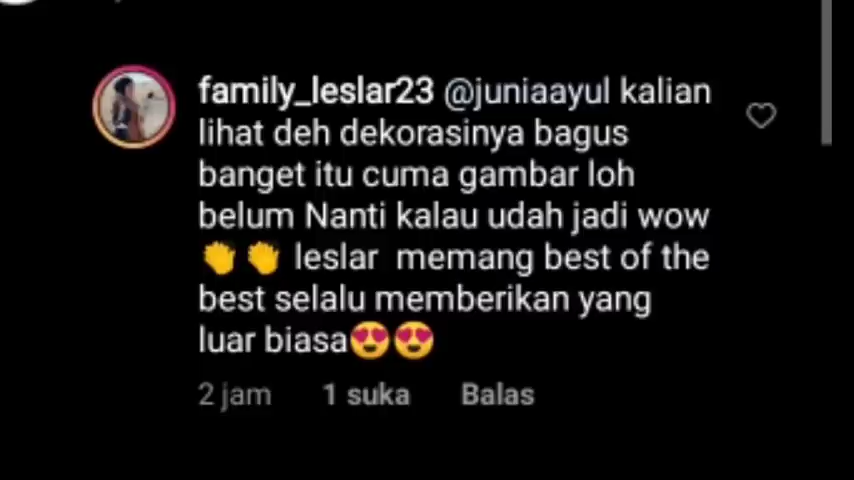 family_leslar23 @juniaayul kalian
lihat deh dekorasinya bagus
banget itu cuma gambar loh
belum Nanti kalau udah jadi wow
👏👏 leslar memang best of the
best selalu memberikan yang
luar biasa😍😍
2 jam 1 suka Balas